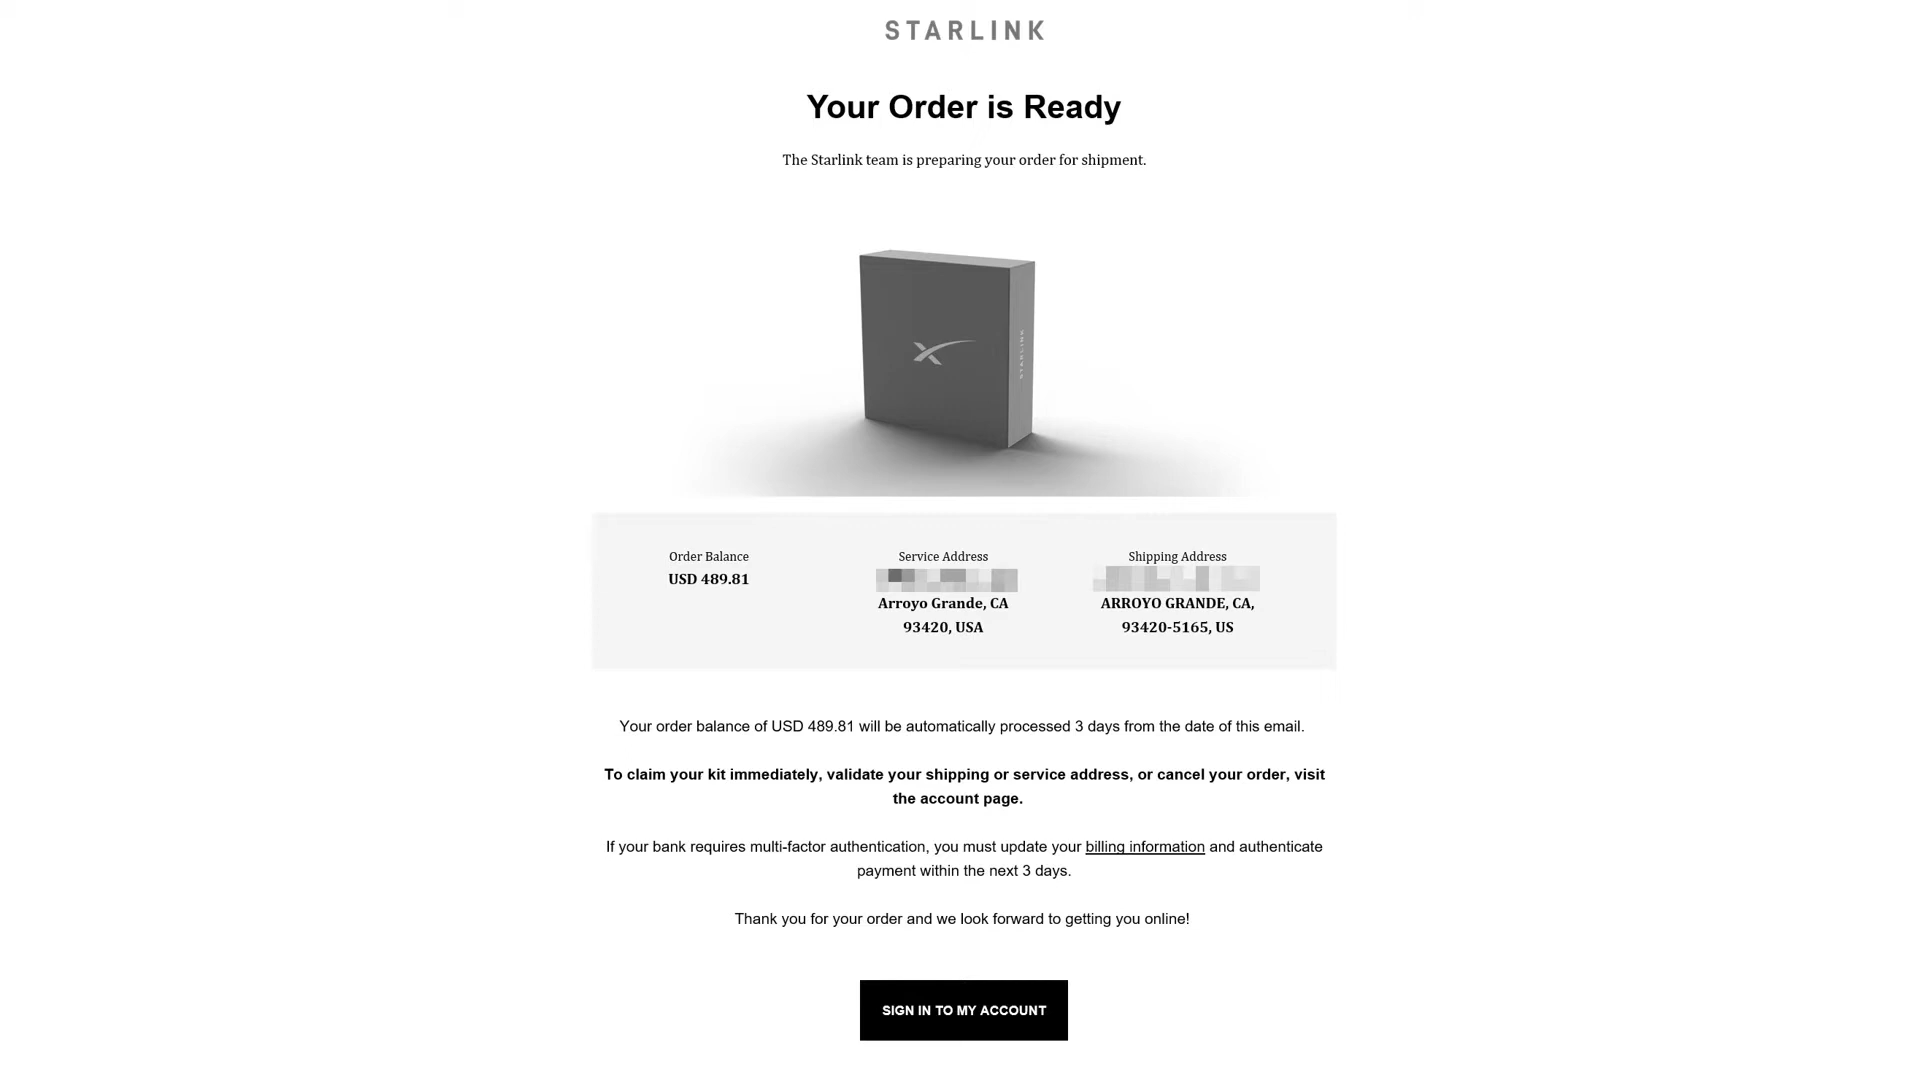 STARLINK
Your Order is Ready
The Starlink team is preparing your order for shipment.
STARLINK
Order Balance
USD 489.81
Service Address
Arroyo Grande, CA
93420, USA
Shipping Address
ARROYO GRANDE, CA,
93420-5165, US
Your order balance of USD 489.81 will be automatically processed 3 days from the date of this email.
To claim your kit immediately, validate your shipping or service address, or cancel your order, visit
the account page.
If your bank requires multi-factor authentication, you must update your billing information and authenticate
payment within the next 3 days.
Thank you for your order and we look forward to getting you online!
SIGN IN TO MY ACCOUNT